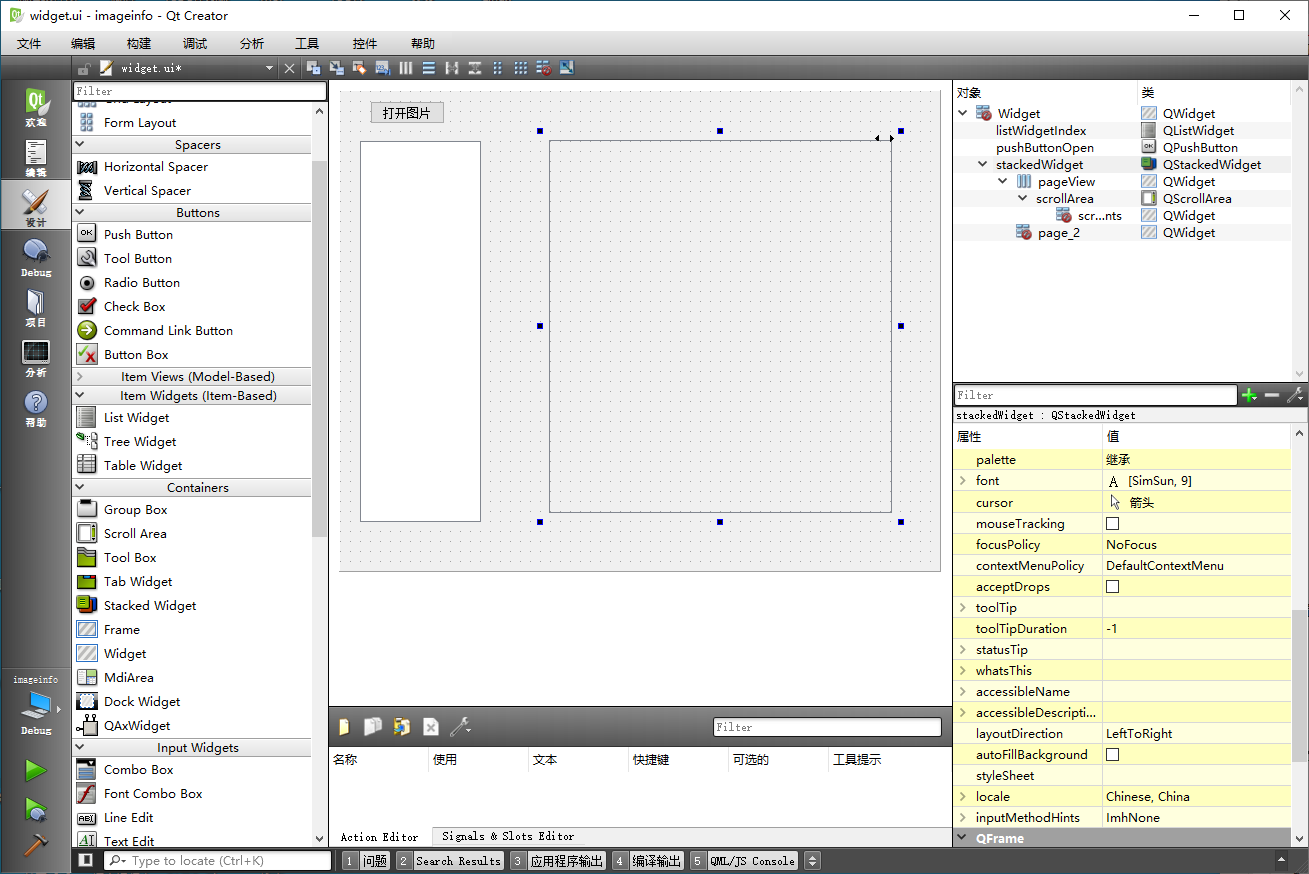 widget.ui - imageinfo - Qt Creator
文件 编辑 构建 调试 分析 工具 控件 帮助
widget.ui*
欢迎
编辑
设计
Debug
项目
分析
帮助
imageinfo
Debug
Filter
Form Layout
Spacers
Horizontal Spacer
Vertical Spacer
Buttons
OK Push Button
Tool Button
Radio Button
Check Box
Command Link Button
Button Box
Item Views (Model-Based)
Item Widgets (Item-Based)
List Widget
Tree Widget
Table Widget
Containers
Group Box
Scroll Area
Tool Box
Tab Widget
Stacked Widget
Frame
Widget
MdiArea
Dock Widget
QAxWidget
Input Widgets
Combo Box
Font Combo Box
ABI Line Edit
AI Text Edit
打开图片
Filter
名称 使用 文本 快捷键 可选的 工具提示
Action Editor Signals & Slots Editor
对象 类
Widget QWidget
listWidgetIndex QListWidget
pushButtonOpen OK QPushButton
stackedWidget QStackedWidget
pageView QWidget
scrollArea QScrollArea
scr...nts QWidget
page_2 QWidget
Filter
stackedWidget : QStackedWidget
属性 值
palette 继承
font A [SimSun, 9]
cursor 箭头
mouseTracking
focusPolicy NoFocus
contextMenuPolicy DefaultContextMenu
acceptDrops
toolTip
toolTipDuration -1
statusTip
whatsThis
accessibleName
accessibleDescripti...
layoutDirection LeftToRight
autoFillBackground
styleSheet
locale Chinese, China
inputMethodHints ImhNone
QFrame
Type to locate (Ctrl+K) 1 问题 2 Search Results 3 应用程序输出 4 编译输出 5 QML/JS Console